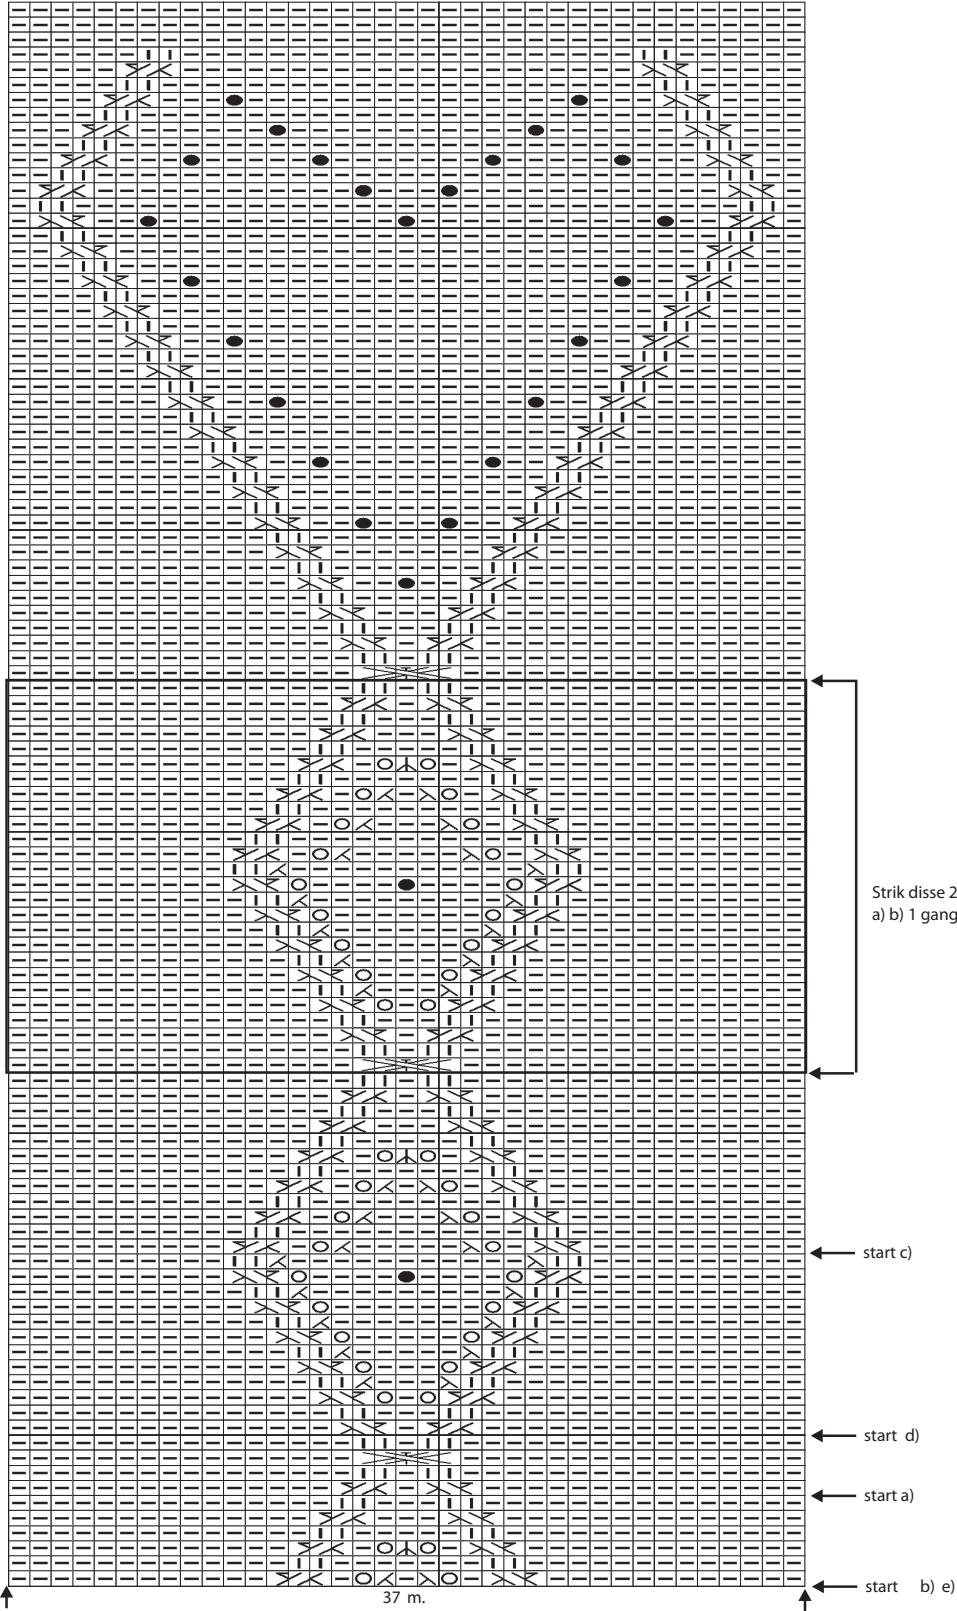 Strik disse 2
a) b) 1 gang
start c)
start d)
start a)
start b) e)
37 m.